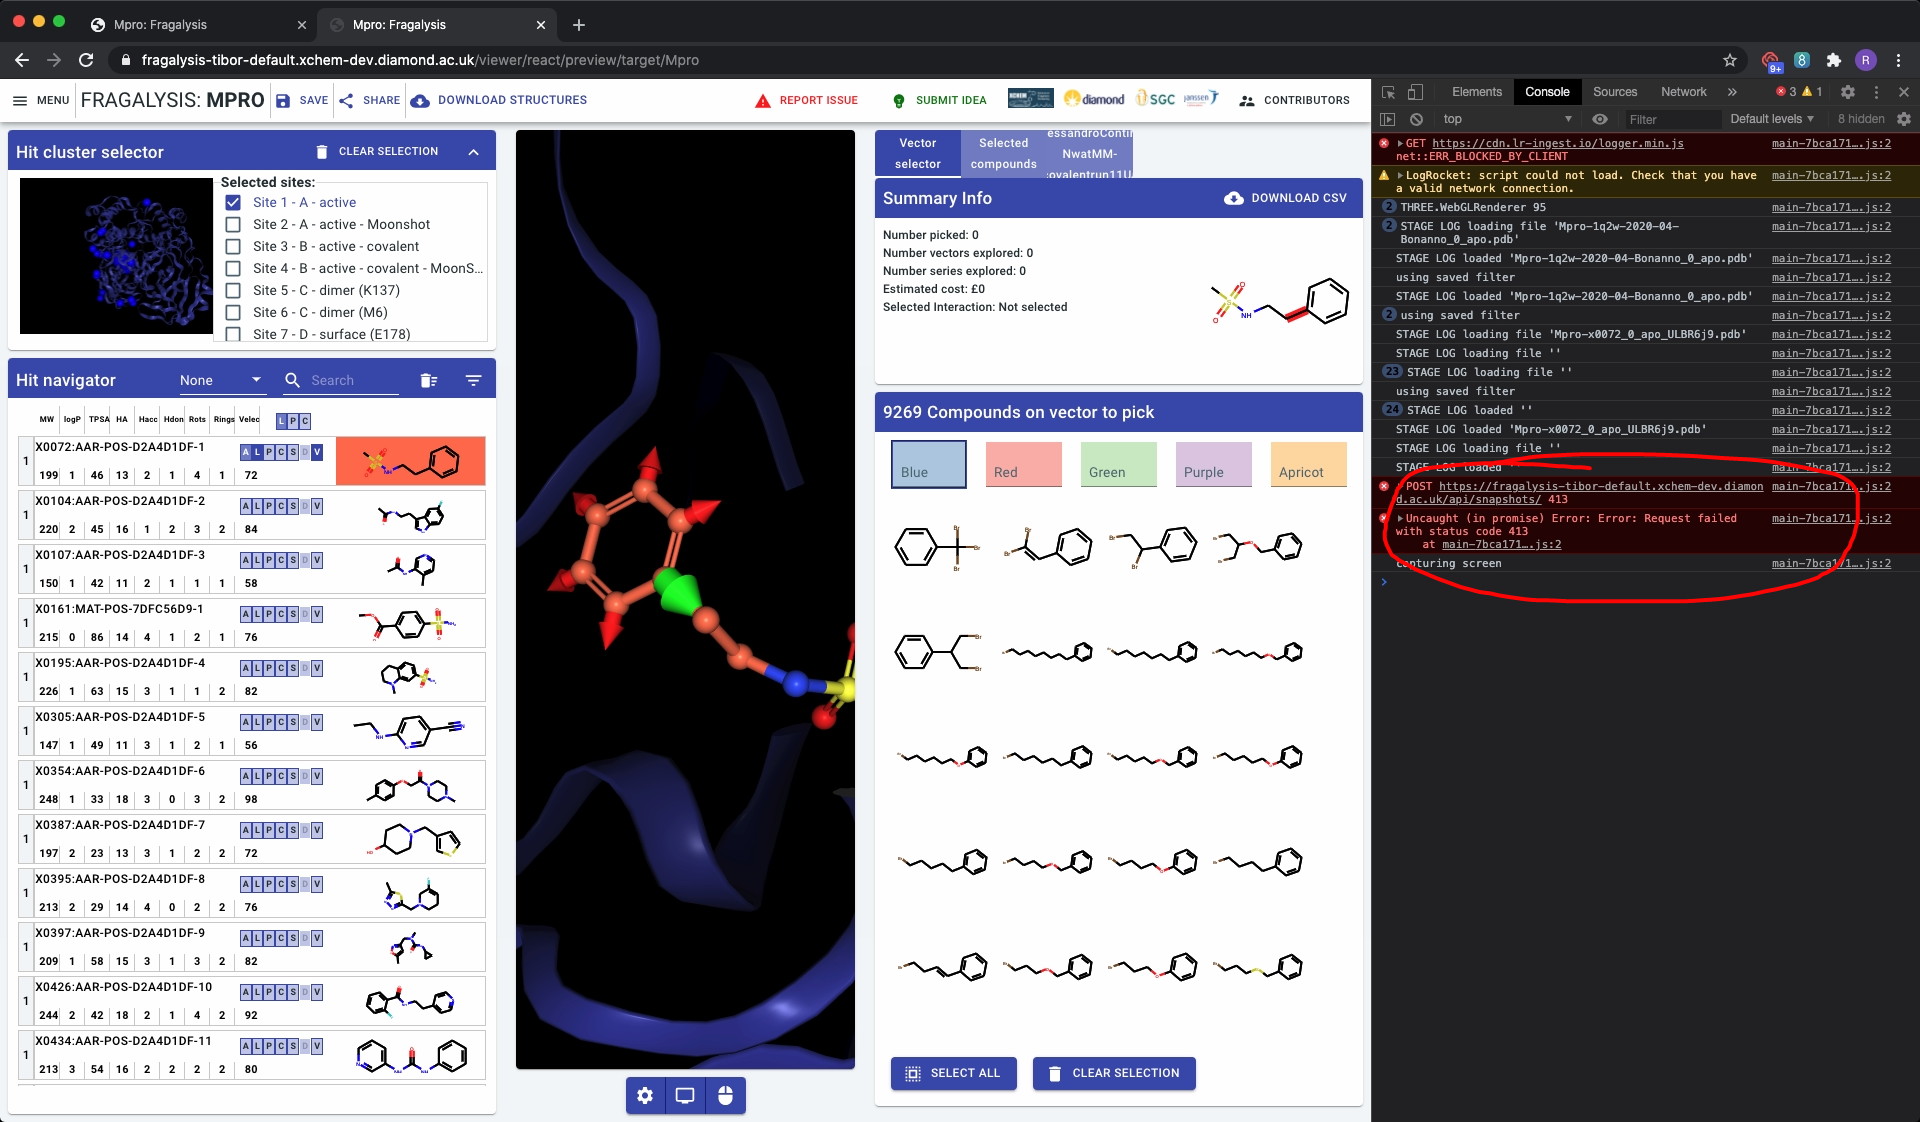 Mpro: Fragalysis
Mpro: Fragalysis
fragalysis-tibor-default.xchem-dev.diamond.ac.uk/viewer/react/preview/target/Mpro
9+
8
R
MENU
FRAGALYSIS: MPRO
SAVE
SHARE
DOWNLOAD STRUCTURES
REPORT ISSUE
SUBMIT IDEA
diamond
SGC
janssen
CONTRIBUTORS
Hit cluster selector
CLEAR SELECTION
Selected sites:
Site 1 - A - active
Site 2 - A - active - Moonshot
Site 3 - B - active - covalent
Site 4 - B - active - covalent - MoonS...
Site 5 - C - dimer (K137)
Site 6 - C - dimer (M6)
Site 7 - D - surface (E178)
Hit navigator
None
Search
MW logP TPSA HA Hacc Hdon Rots Rings Velec L P C
X0072:AAR-POS-D2A4D1DF-1 A L P C S D V
1 199 1 46 13 2 1 4 1 72
X0104:AAR-POS-D2A4D1DF-2 A L P C S D V
1 220 2 45 16 1 2 3 2 84
X0107:AAR-POS-D2A4D1DF-3 A L P C S D V
1 150 1 42 11 2 1 1 1 58
X0161:MAT-POS-7DFC56D9-1 A L P C S D V
1 215 0 86 14 4 1 2 1 76
X0195:AAR-POS-D2A4D1DF-4 A L P C S D V
1 226 1 63 15 3 1 1 2 82
X0305:AAR-POS-D2A4D1DF-5 A L P C S D V
1 147 1 49 11 3 1 2 1 56
X0354:AAR-POS-D2A4D1DF-6 A L P C S D V
1 248 1 33 18 3 0 3 2 98
X0387:AAR-POS-D2A4D1DF-7 A L P C S D V
1 197 2 23 13 3 1 2 2 72
X0395:AAR-POS-D2A4D1DF-8 A L P C S D V
1 213 2 29 14 4 0 2 2 76
X0397:AAR-POS-D2A4D1DF-9 A L P C S D V
1 209 1 58 15 3 1 3 2 82
X0426:AAR-POS-D2A4D1DF-10 A L P C S D V
1 244 2 42 18 2 1 4 2 92
X0434:AAR-POS-D2A4D1DF-11 A L P C S D V
1 213 3 54 16 2 2 2 2 80
Vector selector
Selected compounds
NwatMM-
Summary Info
DOWNLOAD CSV
Number picked: 0
Number vectors explored: 0
Number series explored: 0
Estimated cost: £0
Selected Interaction: Not selected
9269 Compounds on vector to pick
Blue
Red
Green
Purple
Apricot
SELECT ALL
CLEAR SELECTION
Elements Console Sources Network » 3 1
top Filter Default levels 8 hidden
GET https://cdn.lr-ingest.io/logger.min.js main-7bca171….js:2
net::ERR_BLOCKED_BY_CLIENT
LogRocket: script could not load. Check that you have main-7bca171….js:2
a valid network connection.
2 THREE.WebGLRenderer 95 main-7bca171….js:2
2 STAGE LOG loading file 'Mpro-1q2w-2020-04- main-7bca171….js:2
Bonanno_0_apo.pdb'
STAGE LOG loaded 'Mpro-1q2w-2020-04-Bonanno_0_apo.pdb' main-7bca171….js:2
using saved filter main-7bca171….js:2
STAGE LOG loaded 'Mpro-1q2w-2020-04-Bonanno_0_apo.pdb' main-7bca171….js:2
2 using saved filter main-7bca171….js:2
STAGE LOG loading file 'Mpro-x0072_0_apo_ULBR6j9.pdb' main-7bca171….js:2
STAGE LOG loading file '' main-7bca171….js:2
23 STAGE LOG loading file '' main-7bca171….js:2
using saved filter main-7bca171….js:2
24 STAGE LOG loaded '' main-7bca171….js:2
STAGE LOG loaded 'Mpro-x0072_0_apo_ULBR6j9.pdb' main-7bca171….js:2
STAGE LOG loading file '' main-7bca171….js:2
STAGE LOG loaded '' main-7bca171….js:2
POST https://fragalysis-tibor-default.xchem-dev.diamon main-7bca171….js:2
d.ac.uk/api/snapshots/ 413
Uncaught (in promise) Error: Error: Request failed main-7bca171….js:2
with status code 413
at main-7bca171….js:2
capturing screen main-7bca171….js:2